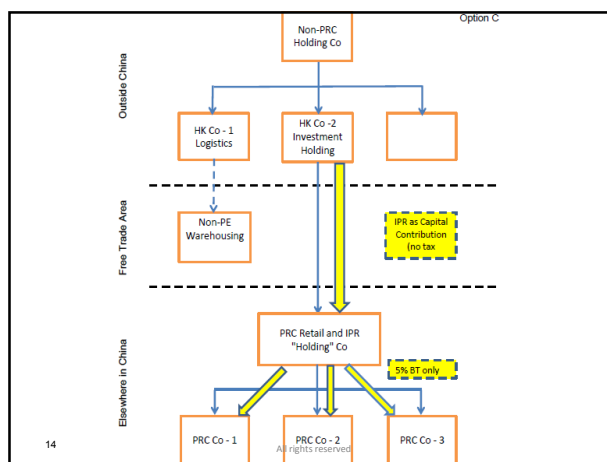 Option C
Non-PRC
Holding Co
Outside China
HK Co - 1
Logistics
HK Co -2
Investment
Holding
Free Trade Area
Non-PE
Warehousing
IPR as Capital
Contribution
(no tax
Elsewhere in China
PRC Retail and IPR
"Holding" Co
5% BT only
PRC Co - 1
PRC Co - 2
PRC Co - 3
14
All rights reserved